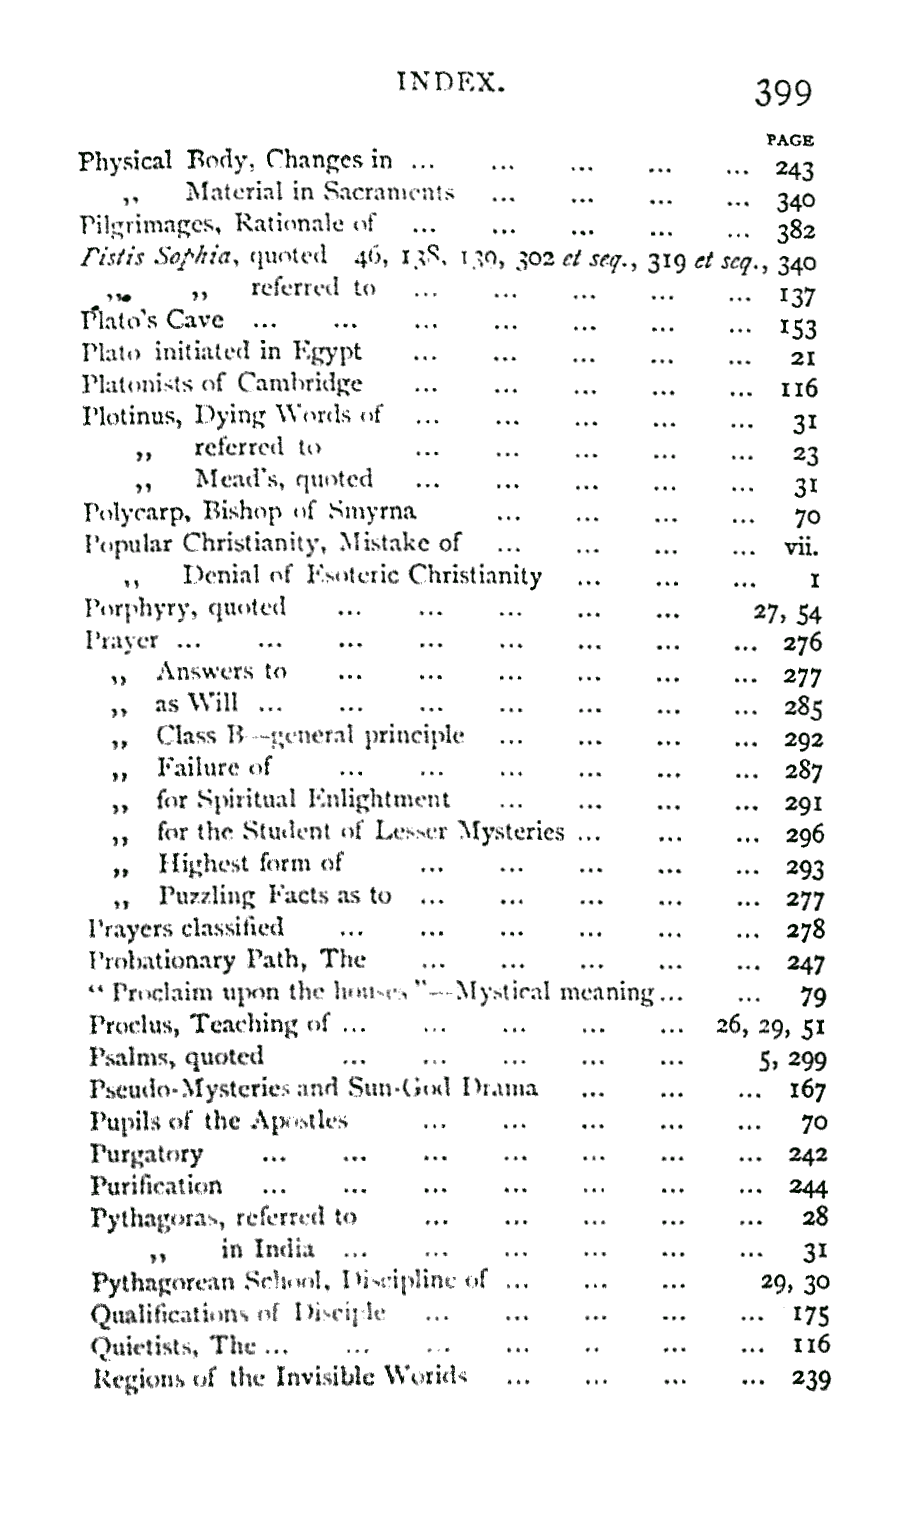 INDEX.
399
PAGE
Physical Body, Changes in ... ... ... ... ... 243
,, Material in Sacraments ... ... ... ... 340
Pilgrimages, Rationale of ... ... ... ... ... 382
Pistis Sophia, quoted 46, 138, 139, 302 et seq., 319 et seq., 340
,, ,, referred to ... ... ... ... ... 137
Plato's Cave ... ... ... ... ... ... ... 153
Plato initiated in Egypt ... ... ... ... ... 21
Platonists of Cambridge ... ... ... ... ... 116
Plotinus, Dying Words of ... ... ... ... ... 31
,, referred to ... ... ... ... ... 23
,, Mead's, quoted ... ... ... ... ... 31
Polycarp, Bishop of Smyrna ... ... ... ... 70
Popular Christianity, Mistake of ... ... ... ... vii.
,, Denial of Esoteric Christianity ... ... ... 1
Porphyry, quoted ... ... ... ... ... 27, 54
Prayer ... ... ... ... ... ... ... ... 276
,, Answers to ... ... ... ... ... ... 277
,, as Will ... ... ... ... ... ... ... 285
,, Class B—general principle ... ... ... ... 292
,, Failure of ... ... ... ... ... ... 287
,, for Spiritual Enlightment ... ... ... ... 291
,, for the Student of Lesser Mysteries ... ... ... 296
,, Highest form of ... ... ... ... ... 293
,, Puzzling Facts as to ... ... ... ... ... 277
Prayers classified ... ... ... ... ... ... 278
Probationary Path, The ... ... ... ... ... 247
“ Proclaim upon the houses ”—Mystical meaning ... ... 79
Proclus, Teaching of ... ... ... ... ... 26, 29, 51
Psalms, quoted ... ... ... ... ... 5, 299
Pseudo-Mysteries and Sun-God Drama ... ... ... 167
Pupils of the Apostles ... ... ... ... ... 70
Purgatory ... ... ... ... ... ... ... 242
Purification ... ... ... ... ... ... ... 244
Pythagoras, referred to ... ... ... ... ... 28
,, in India ... ... ... ... ... ... 31
Pythagorean School, Discipline of ... ... ... 29, 30
Qualifications of Disciple ... ... ... ... ... 175
Quietists, The ... ... ... ... .. ... ... 116
Regions of the Invisible Worlds ... ... ... ... 239